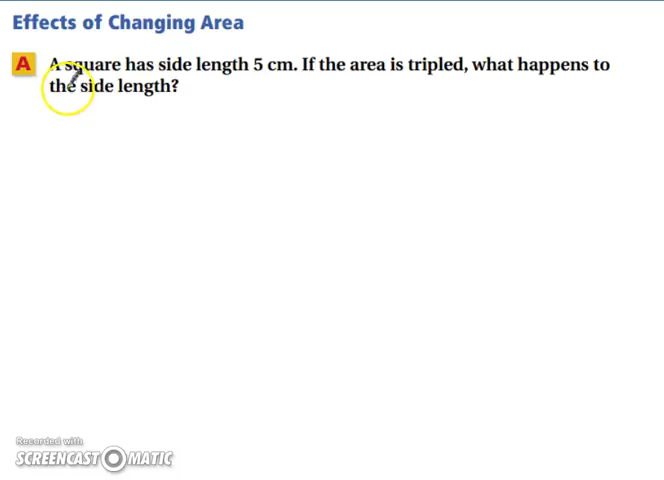 Effects of Changing Area
A A square has side length 5 cm. If the area is tripled, what happens to
the side length?
Recorded with
SCREENCAST MATIC